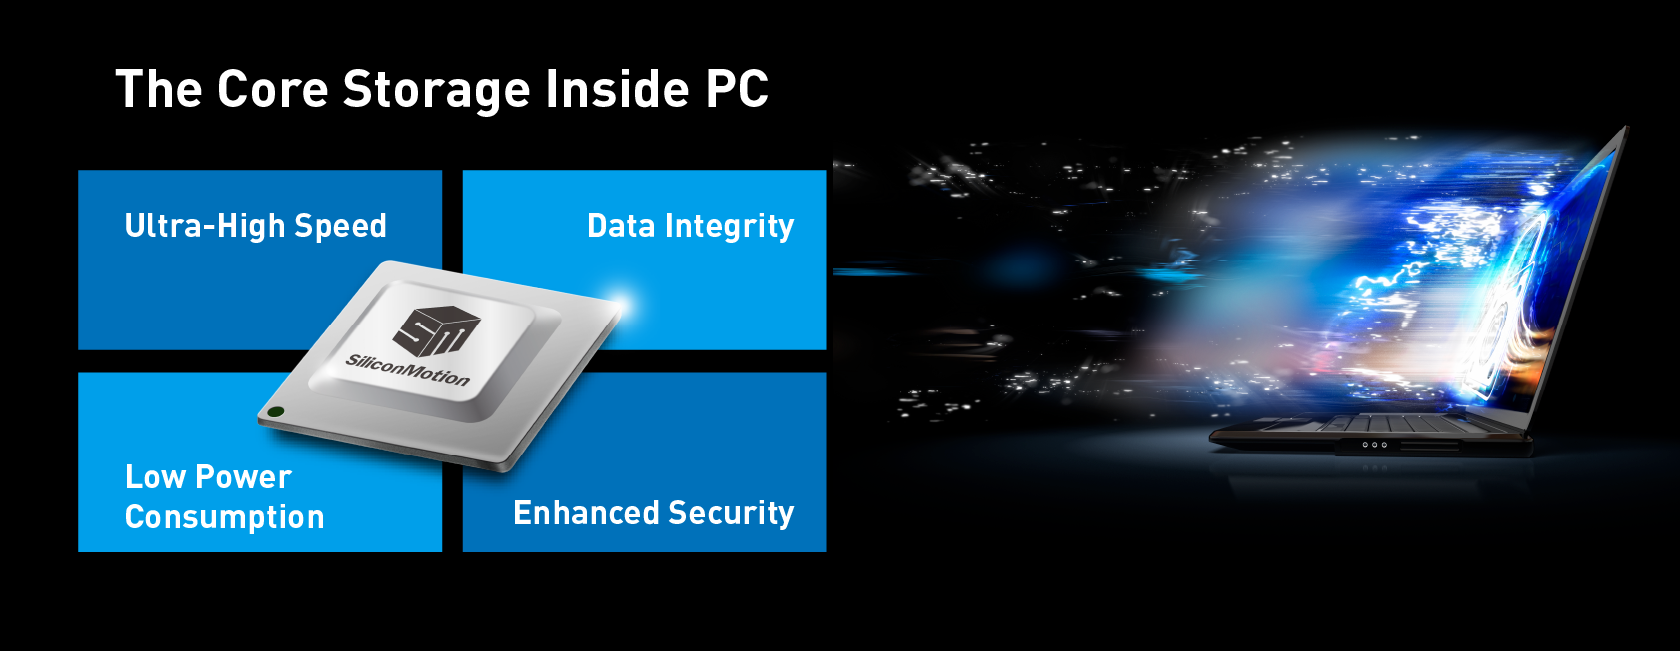 The Core Storage Inside PC
Ultra-High Speed
Data Integrity
SM
SiliconMotion
Low Power
Consumption
Enhanced Security